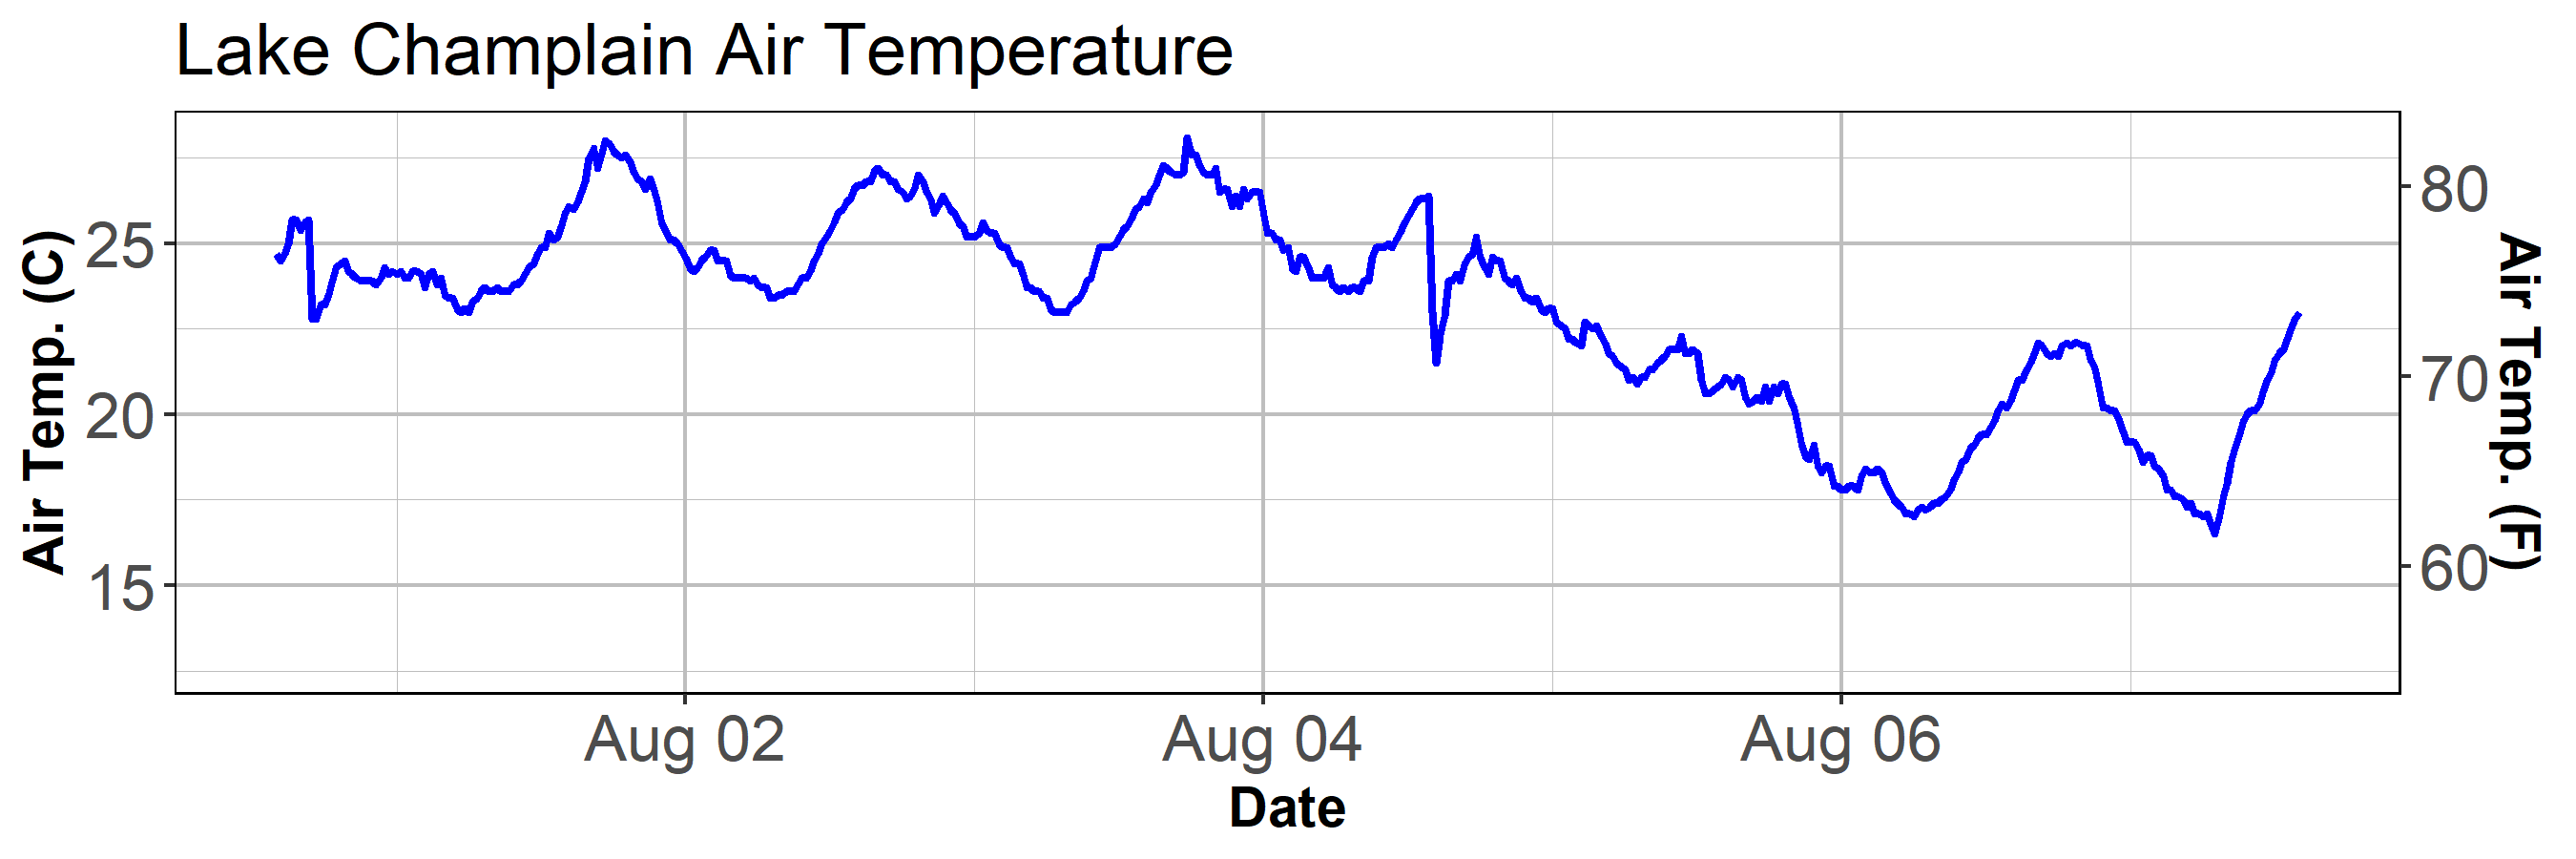 Lake Champlain Air Temperature
Air Temp. (C)
25
20
15
80
70
60
Air Temp. (F)
Aug 02 Aug 04 Aug 06
Date